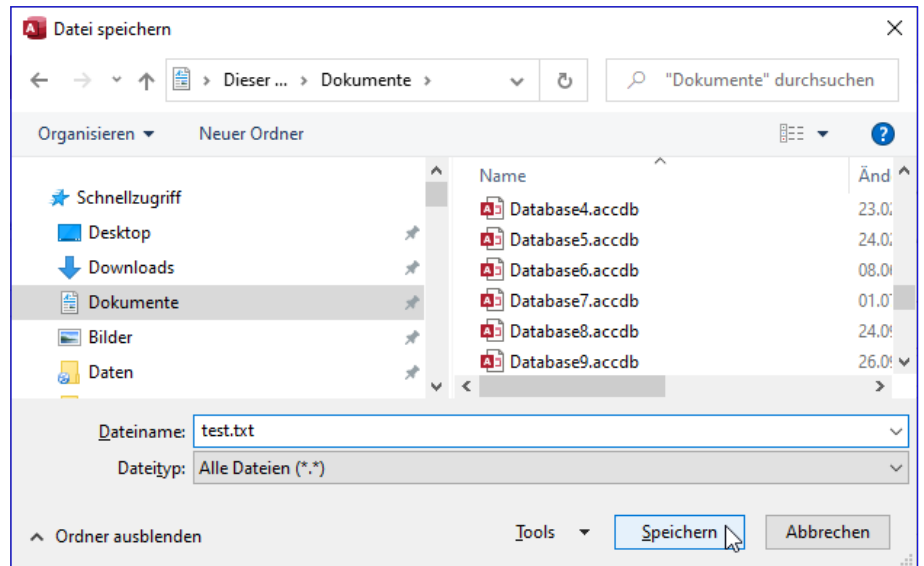 Datei speichern
Dieser ... > Dokumente >
"Dokumente" durchsuchen
Organisieren
Neuer Ordner
?
Schnellzugriff
Desktop
Downloads
Dokumente
Bilder
Daten
Name
Änd
Database4.accdb
23.0
Database5.accdb
24.0
Database6.accdb
08.0
Database7.accdb
01.0
Database8.accdb
24.0
Database9.accdb
26.0
Dateiname: test.txt
Dateityp: Alle Dateien (*.*)
Ordner ausblenden
Tools
Speichern
Abbrechen